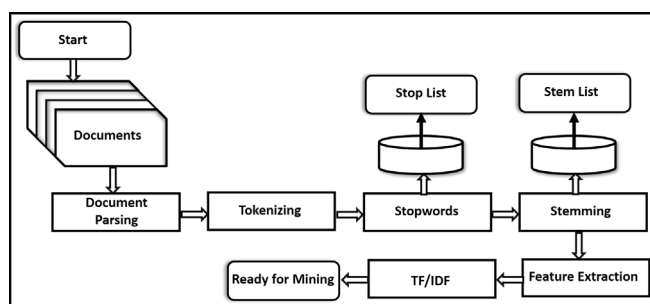 Start
Stop List
Stem List
Documents
Document
Parsing
Tokenizing
Stopwords
Stemming
Ready for Mining
TF/IDF
Feature Extraction